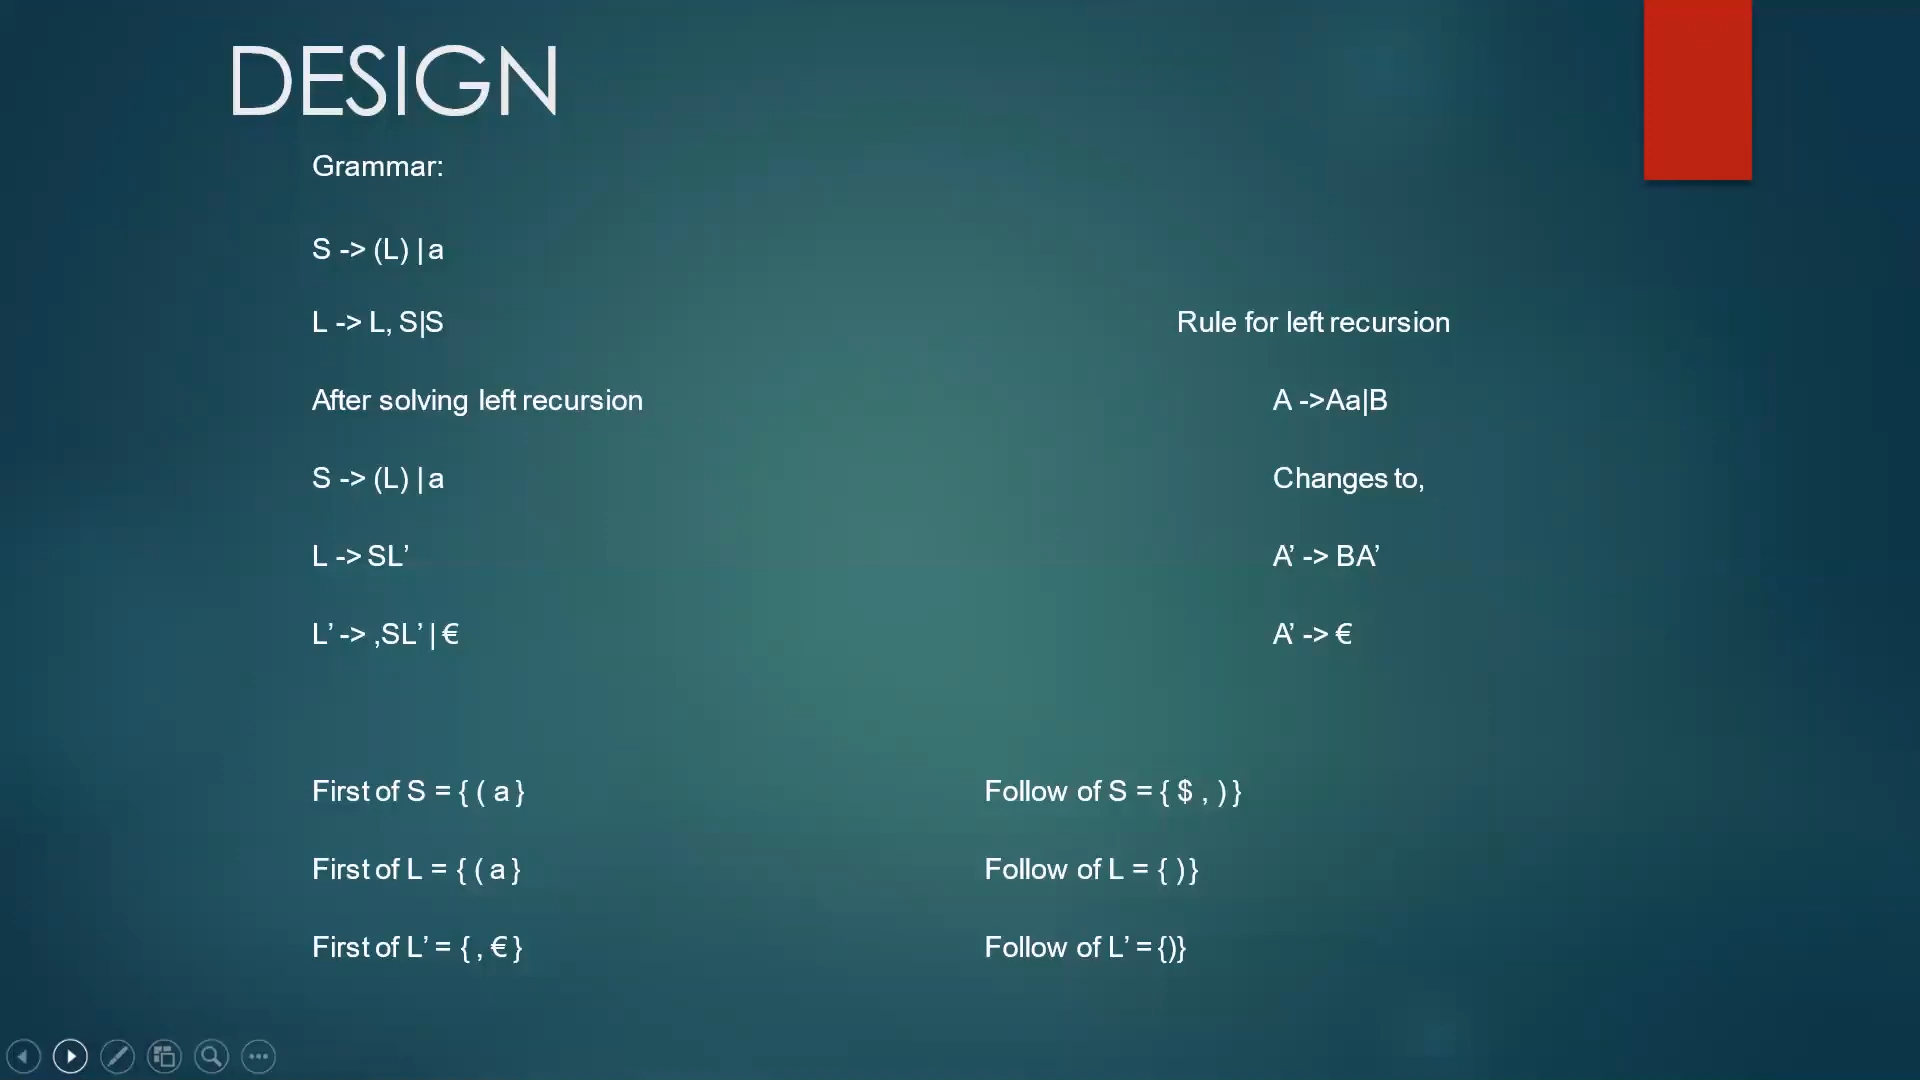 DESIGN
Grammar:
S -> (L) | a
L -> L, S|S
Rule for left recursion
After solving left recursion
A ->Aa|B
S -> (L) | a
Changes to,
L -> SL’
A’ -> BA’
L’ -> ,SL’ | €
A’ -> €
First of S = { ( a }
Follow of S = { $ , ) }
First of L = { ( a }
Follow of L = { ) }
First of L’ = { , € }
Follow of L’ = {)}